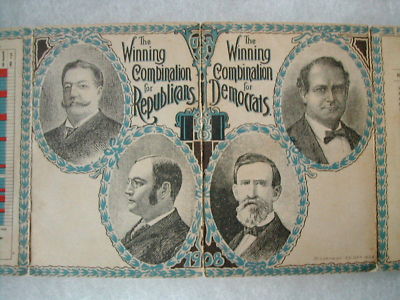 The
Winning
Combination
for
Republicans.
The
Winning
Combination
for
Democrats.
1908